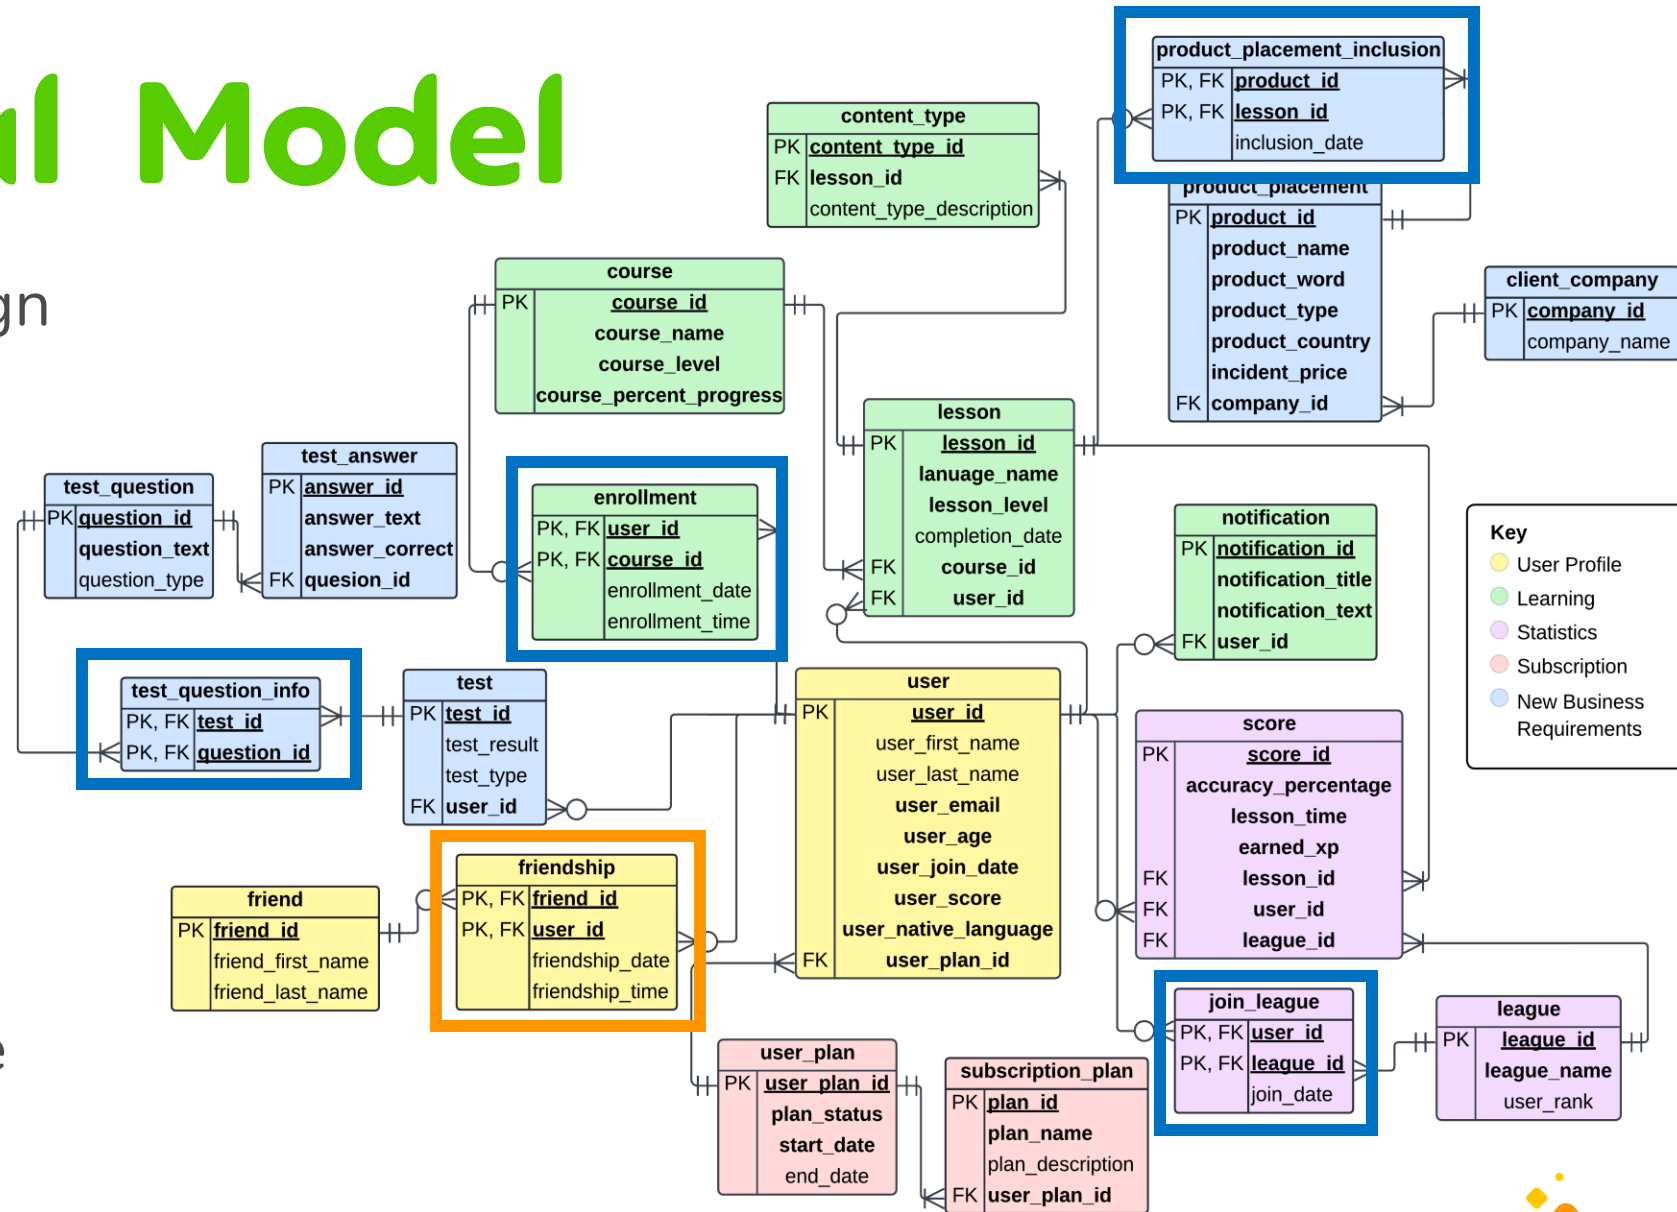 al Model
gn
e
product_placement_inclusion
PK, FK product_id
PK, FK lesson_id
inclusion_date
content_type
PK content_type_id
FK lesson_id
content_type_description
product_placement
PK product_id
product_name
product_word
product_type
product_country
incident_price
FK company_id
client_company
PK company_id
company_name
course
PK course_id
course_name
course_level
course_percent_progress
lesson
PK lesson_id
lanuage_name
lesson_level
completion_date
FK course_id
FK user_id
test_answer
PK answer_id
answer_text
answer_correct
FK quesion_id
test_question
PK question_id
question_text
question_type
enrollment
PK, FK user_id
PK, FK course_id
enrollment_date
enrollment_time
notification
PK notification_id
notification_title
notification_text
FK user_id
Key
User Profile
Learning
Statistics
Subscription
New Business
Requirements
test_question_info
PK, FK test_id
PK, FK question_id
test
PK test_id
test_result
test_type
FK user_id
user
PK user_id
user_first_name
user_last_name
user_email
user_age
user_join_date
user_score
user_native_language
FK user_plan_id
score
PK score_id
accuracy_percentage
lesson_time
earned_xp
FK lesson_id
FK user_id
FK league_id
friend
PK friend_id
friend_first_name
friend_last_name
friendship
PK, FK friend_id
PK, FK user_id
friendship_date
friendship_time
join_league
PK, FK user_id
PK, FK league_id
join_date
league
PK league_id
league_name
user_rank
user_plan
PK user_plan_id
plan_status
start_date
end_date
subscription_plan
PK plan_id
plan_name
plan_description
FK user_plan_id